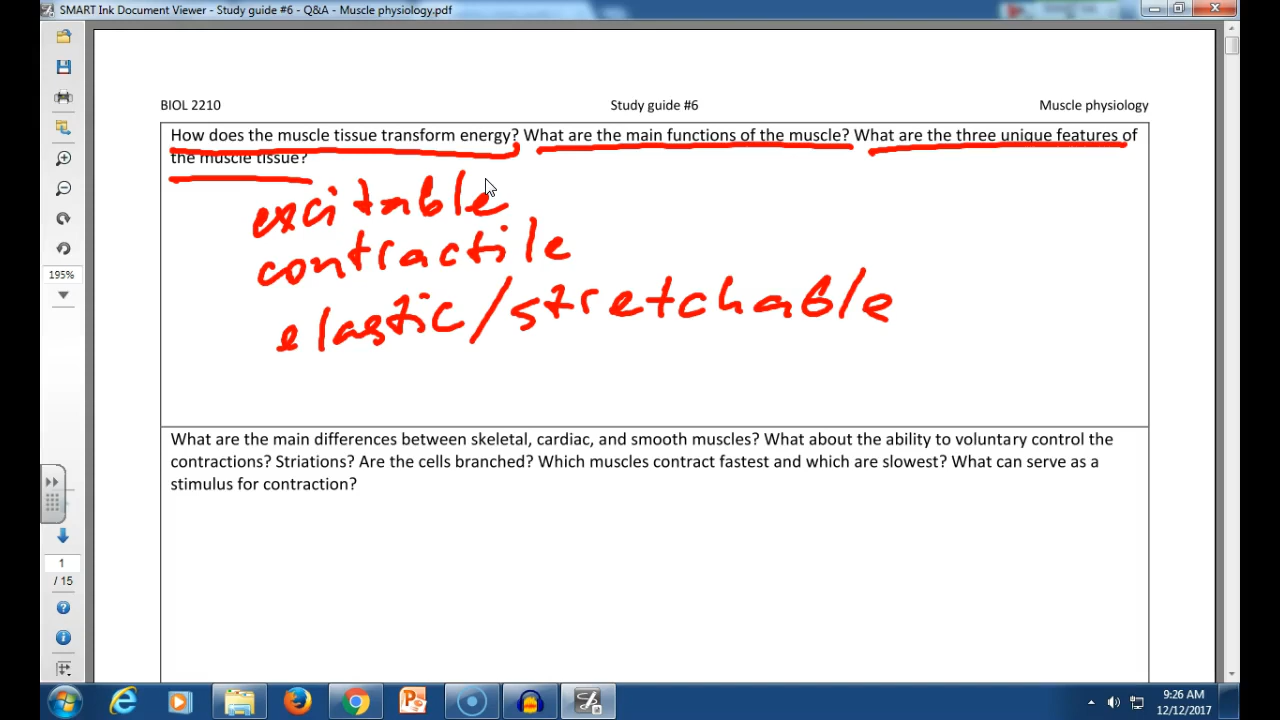 SMART Ink Document Viewer - Study guide #6 - Q&A - Muscle physiology.pdf
BIOL 2210 Study guide #6 Muscle physiology
How does the muscle tissue transform energy? What are the main functions of the muscle? What are the three unique features of
the muscle tissue?
excitable
contractile
elastic/stretchable
195%
What are the main differences between skeletal, cardiac, and smooth muscles? What about the ability to voluntary control the
contractions? Striations? Are the cells branched? Which muscles contract fastest and which are slowest? What can serve as a
stimulus for contraction?
1
/ 15
9:26 AM
12/12/2017